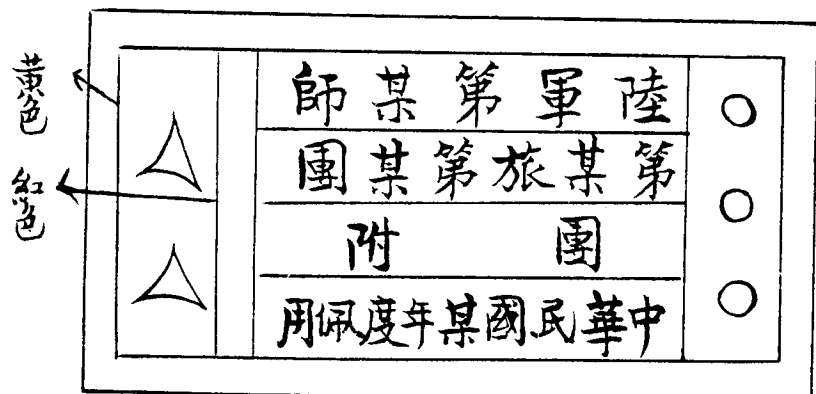 陸軍第某師
第某旅第某團
團附
中華民國某年度佩用
黃色
紅色